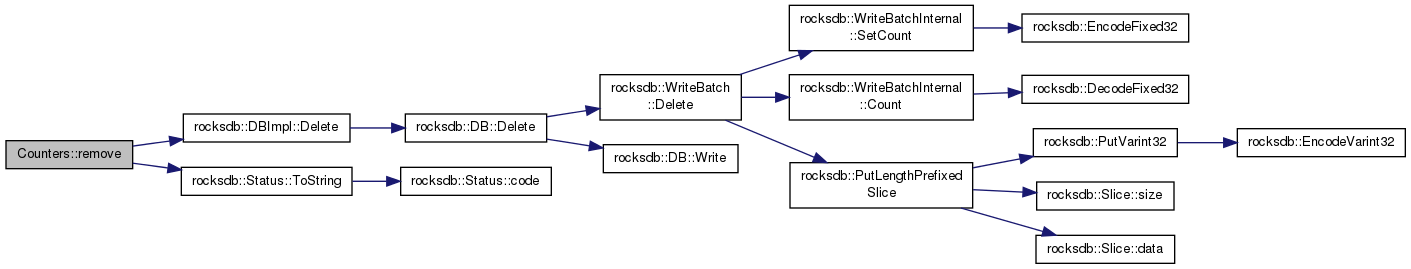 Counters::remove
rocksdb::DBImpl::Delete
rocksdb::Status::ToString
rocksdb::DB::Delete
rocksdb::Status::code
rocksdb::WriteBatch
::Delete
rocksdb::DB::Write
rocksdb::WriteBatchInternal
::SetCount
rocksdb::WriteBatchInternal
::Count
rocksdb::PutLengthPrefixed
Slice
rocksdb::EncodeFixed32
rocksdb::DecodeFixed32
rocksdb::PutVarint32
rocksdb::Slice::size
rocksdb::Slice::data
rocksdb::EncodeVarint32